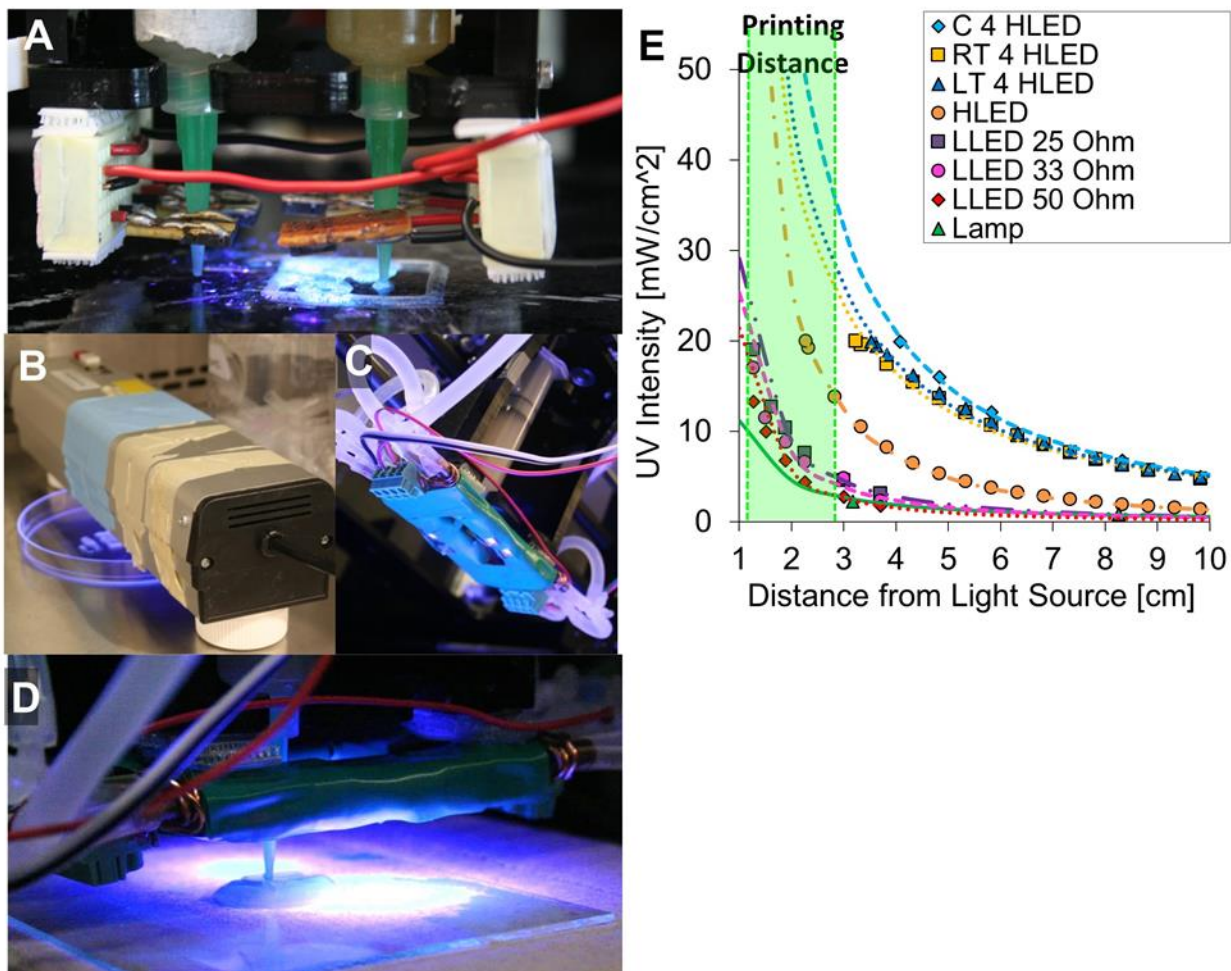 A
B
C
D
E
Printing
Distance
C 4 HLED
RT 4 HLED
LT 4 HLED
HLED
LLED 25 Ohm
LLED 33 Ohm
LLED 50 Ohm
Lamp
UV Intensity [mW/cm^2]
50
40
30
20
10
0
1 2 3 4 5 6 7 8 9 10
Distance from Light Source [cm]